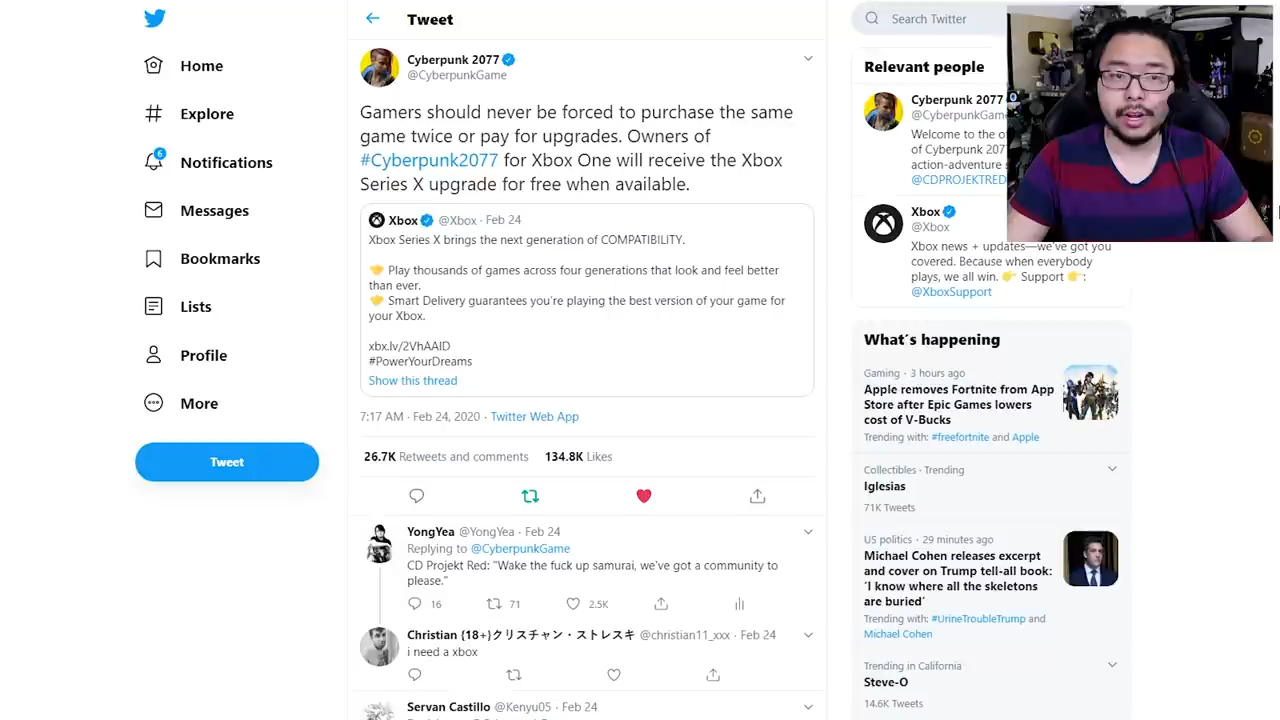 Home
Explore
6
Notifications
Messages
Bookmarks
Lists
Profile
More
Tweet
Tweet
Cyberpunk 2077
@CyberpunkGame
Gamers should never be forced to purchase the same
game twice or pay for upgrades. Owners of
#Cyberpunk2077 for Xbox One will receive the Xbox
Series X upgrade for free when available.
Xbox @Xbox · Feb 24
Xbox Series X brings the next generation of COMPATIBILITY.
Play thousands of games across four generations that look and feel better
than ever.
Smart Delivery guarantees you're playing the best version of your game for
your Xbox.
xbx.lv/2VhAAID
#PowerYourDreams
Show this thread
7:17 AM · Feb 24, 2020 · Twitter Web App
26.7K Retweets and comments 134.8K Likes
YongYea @YongYea · Feb 24
Replying to @CyberpunkGame
CD Projekt Red: "Wake the fuck up samurai, we've got a community to
please."
16 71 2.5K
Christian {18+}クリスチャン・ストレスキ @christian11_xxx · Feb 24
i need a xbox
Servan Castillo @Kenyu05 · Feb 24
Search Twitter
Relevant people
Cyberpunk 2077
@CyberpunkGame
Welcome to the o
of Cyberpunk 207
action-adventure s
@CDPROJEKTRED
Xbox
@Xbox
Xbox news + updates—we've got you
covered. Because when everybody
plays, we all win. Support :
@XboxSupport
What's happening
Gaming · 3 hours ago
Apple removes Fortnite from App
Store after Epic Games lowers
cost of V-Bucks
Trending with: #freefortnite and Apple
Collectibles · Trending
Iglesias
71K Tweets
US politics · 29 minutes ago
Michael Cohen releases excerpt
and cover on Trump tell-all book:
'I know where all the skeletons
are buried'
Trending with: #UrineTroubleTrump and
Michael Cohen
Trending in California
Steve-O
14.6K Tweets